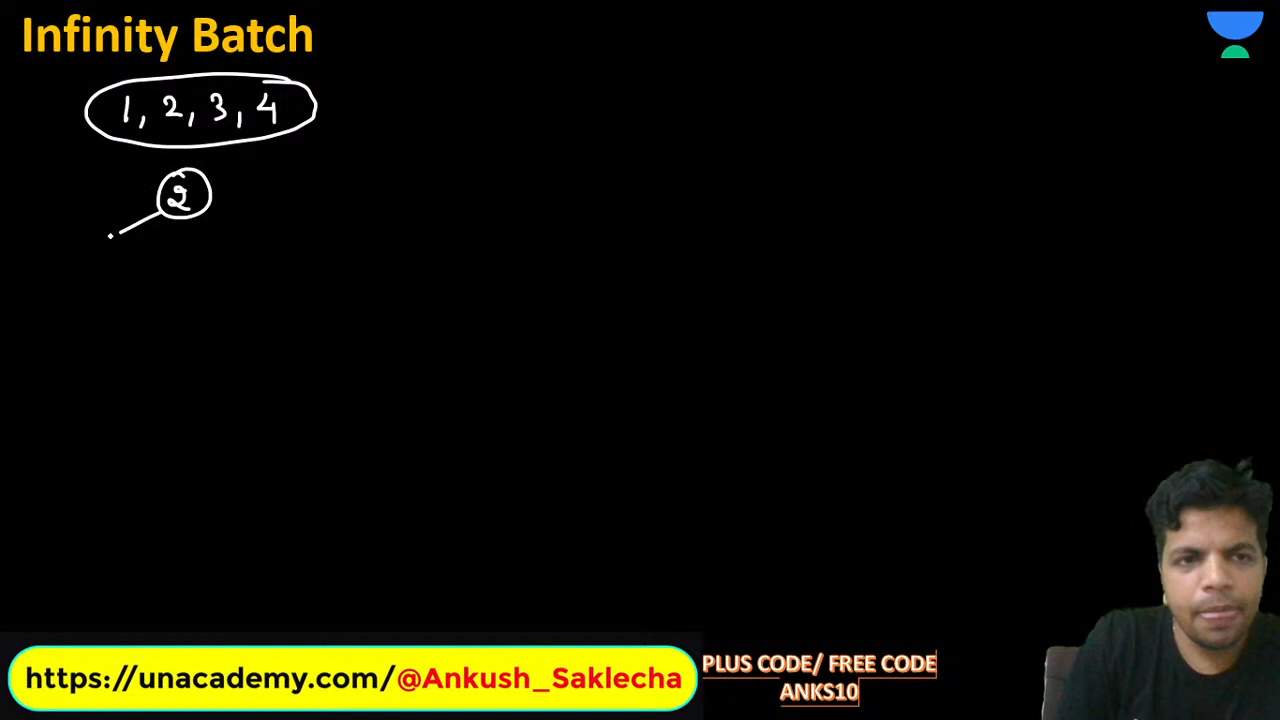 Infinity Batch
1, 2, 3, 4
2
https://unacademy.com/@Ankush_Saklecha
PLUS CODE/ FREE CODE
ANKS10